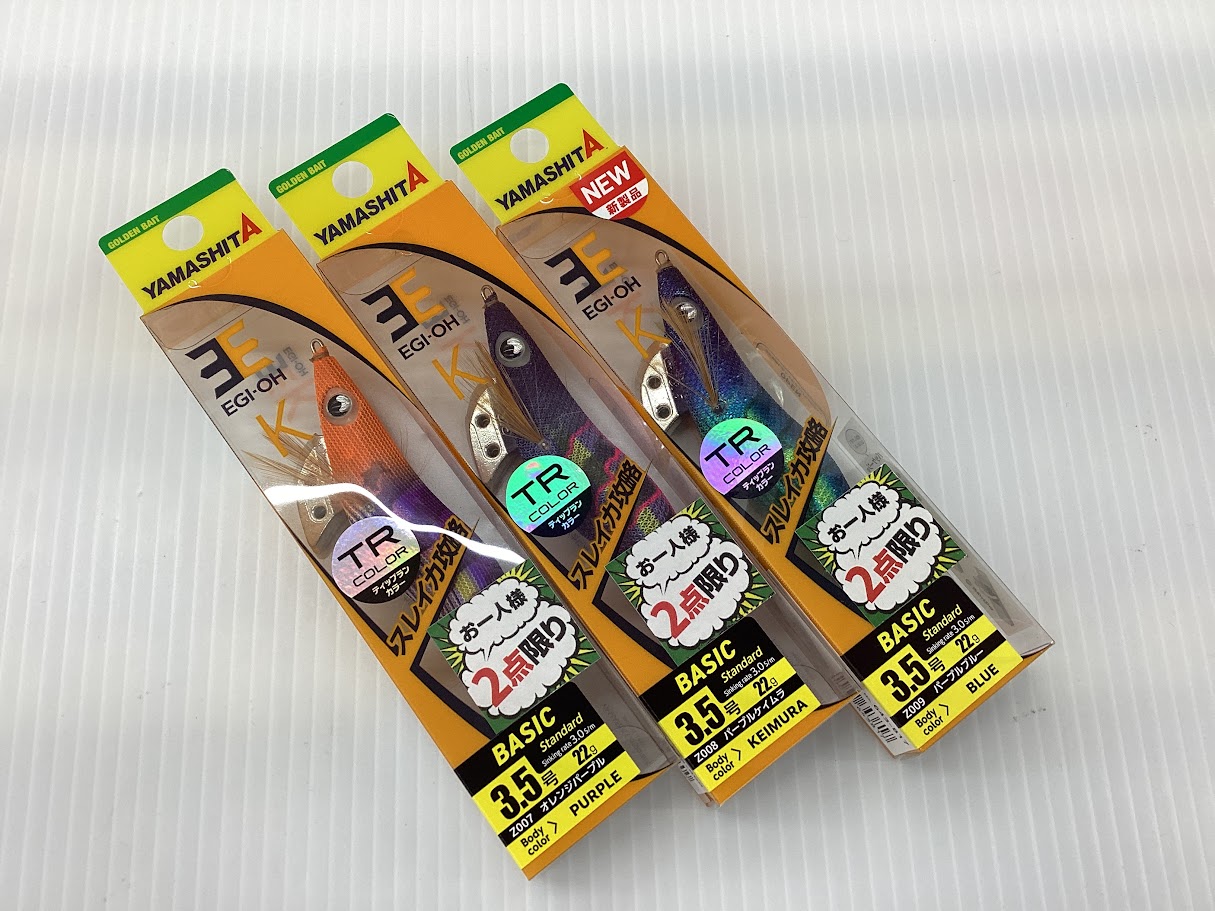 GOLDEN BAIT
YAMASHITA
EGI-OH
K
TR
COLOR
ティップラン
カラー
スレイカ攻略
お一人様
2点限り
BASIC
Standard
Sinking rate 3.0s/m
3.5号 22g
Z007 オレンジパープル
Body color 〉 PURPLE
GOLDEN BAIT
YAMASHITA
EGI-OH
K
TR
COLOR
ティップラン
カラー
スレイカ攻略
お一人様
2点限り
BASIC
Standard
Sinking rate 3.0s/m
3.5号 22g
Z008 パープルケイムラ
Body color 〉 KEIMURA
GOLDEN BAIT
YAMASHITA
NEW
新製品
EGI-OH
K
TR
COLOR
ティップラン
カラー
スレイカ攻略
お一人様
2点限り
BASIC
Standard
Sinking rate 3.0s/m
3.5号 22g
Z009 パープルブルー
Body color 〉 BLUE